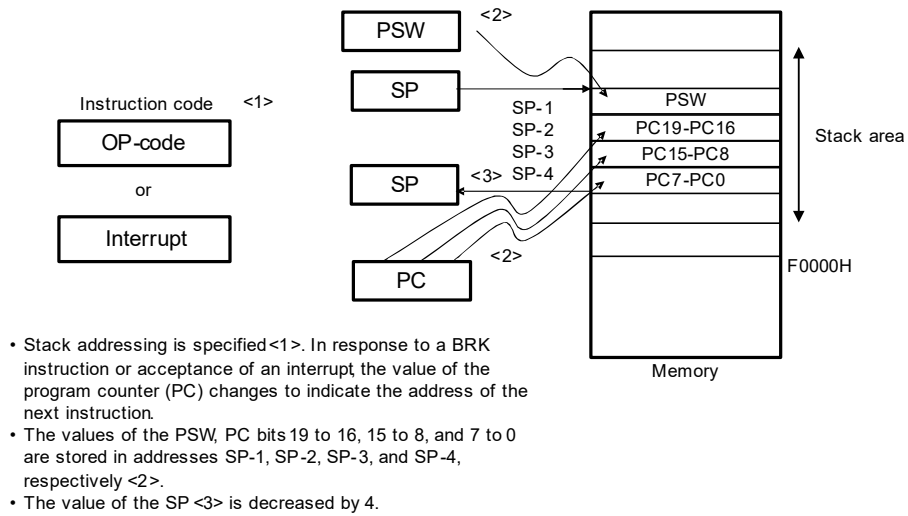 <2>
PSW
SP
Instruction code <1>
OP-code
or
Interrupt
SP-1
SP-2
SP-3
SP-4
SP
<3>
<2>
PC
PSW
PC19-PC16
PC15-PC8
PC7-PC0
Stack area
F0000H
Memory
• Stack addressing is specified <1>. In response to a BRK
instruction or acceptance of an interrupt, the value of the
program counter (PC) changes to indicate the address of the
next instruction.
• The values of the PSW, PC bits 19 to 16, 15 to 8, and 7 to 0
are stored in addresses SP-1, SP-2, SP-3, and SP-4,
respectively <2>.
• The value of the SP <3> is decreased by 4.